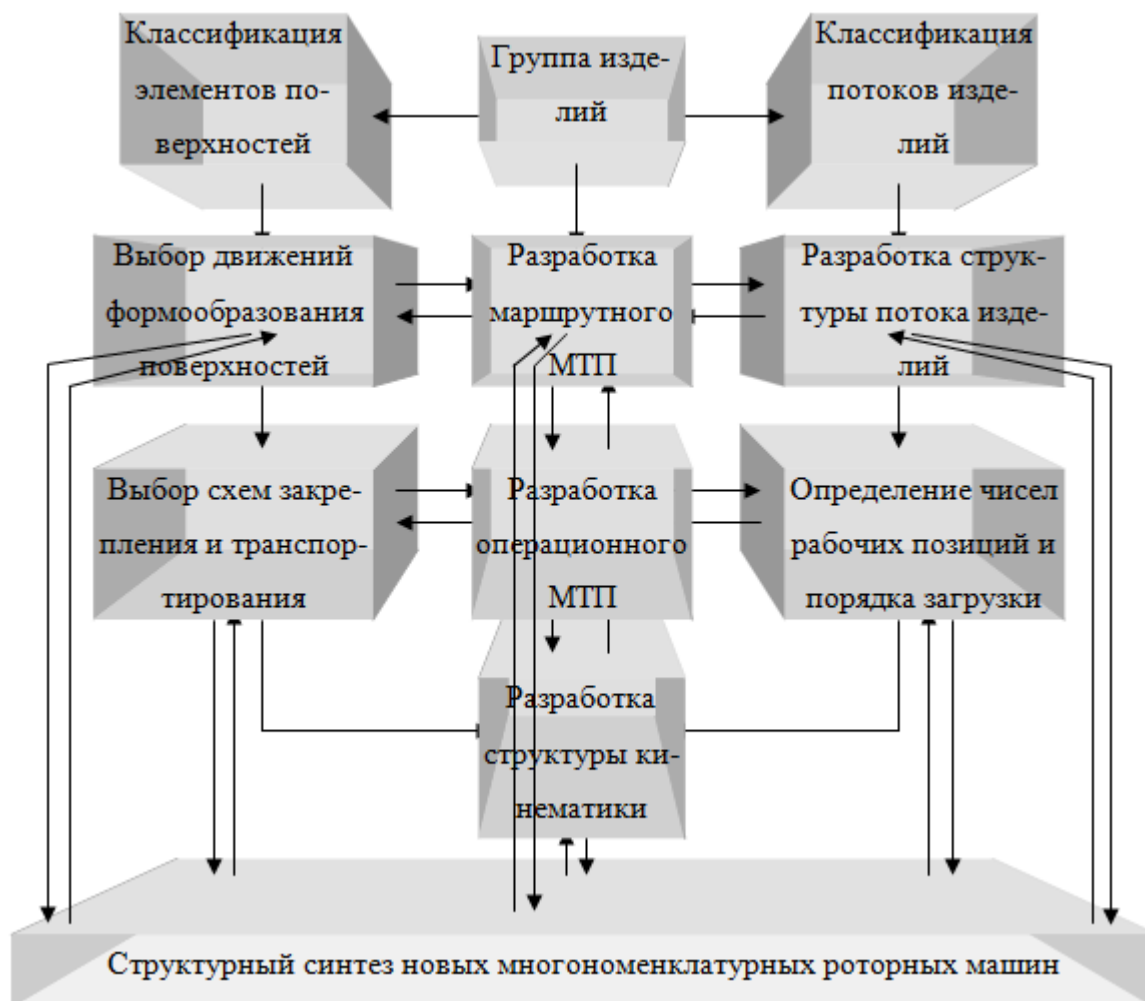 Классификация
элементов по-
верхностей
Группа изде-
лий
Классификация
потоков изде-
лий
Выбор движений
формообразования
поверхностей
Разработка
маршрутного
МТП
Разработка струк-
туры потока изде-
лий
Выбор схем закре-
пления и транспор-
тирования
Разработка
операционного
МТП
Определение чисел
рабочих позиций и
порядка загрузки
Разработка
структуры ки-
нематики
Структурный синтез новых многономенклатурных роторных машин